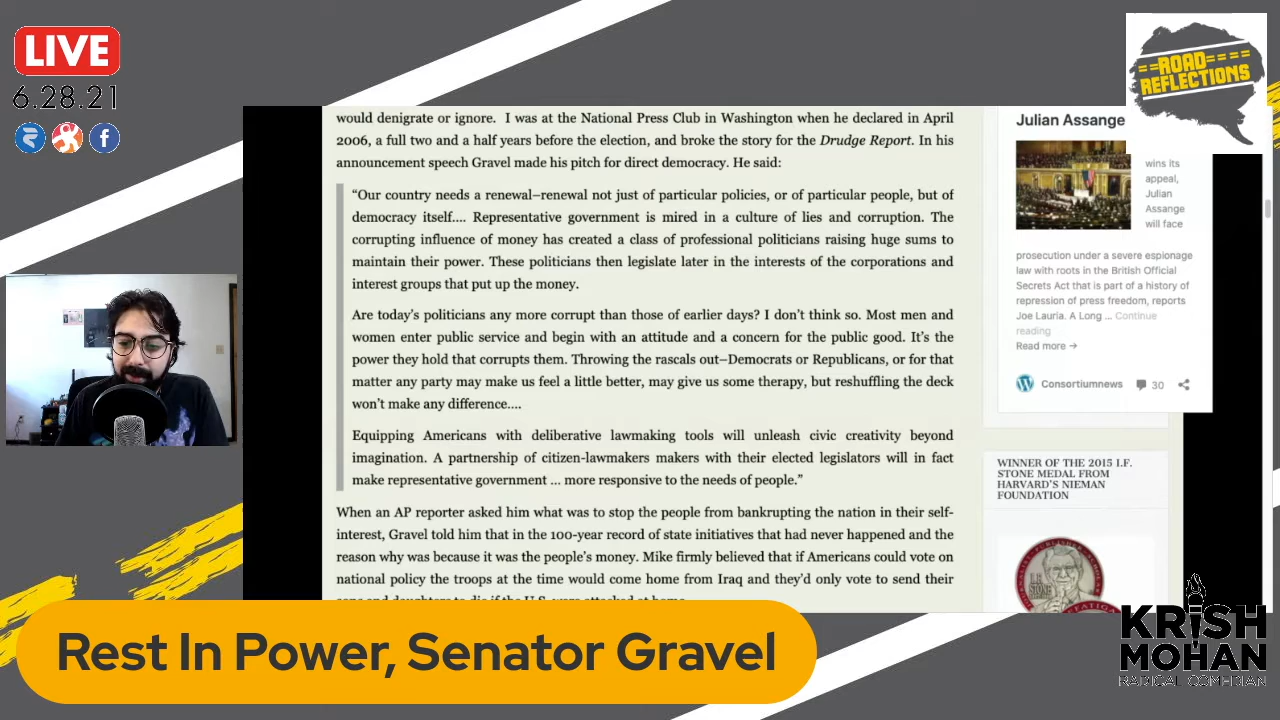 LIVE
6.28.21
==ROAD====
REFLECTIONS
would denigrate or ignore. I was at the National Press Club in Washington when he declared in April
2006, a full two and a half years before the election, and broke the story for the Drudge Report. In his
announcement speech Gravel made his pitch for direct democracy. He said:
“Our country needs a renewal–renewal not just of particular policies, or of particular people, but of
democracy itself.... Representative government is mired in a culture of lies and corruption. The
corrupting influence of money has created a class of professional politicians raising huge sums to
maintain their power. These politicians then legislate later in the interests of the corporations and
interest groups that put up the money.
Are today’s politicians any more corrupt than those of earlier days? I don’t think so. Most men and
women enter public service and begin with an attitude and a concern for the public good. It’s the
power they hold that corrupts them. Throwing the rascals out–Democrats or Republicans, or for that
matter any party may make us feel a little better, may give us some therapy, but reshuffling the deck
won’t make any difference....
Equipping Americans with deliberative lawmaking tools will unleash civic creativity beyond
imagination. A partnership of citizen-lawmakers makers with their elected legislators will in fact
make representative government ... more responsive to the needs of people.”
When an AP reporter asked him what was to stop the people from bankrupting the nation in their self-
interest, Gravel told him that in the 100-year record of state initiatives that had never happened and the
reason why was because it was the people’s money. Mike firmly believed that if Americans could vote on
national policy the troops at the time would come home from Iraq and they’d only vote to send their
Julian Assange
wins its
appeal,
Julian
Assange
will face
prosecution under a severe espionage
law with roots in the British Official
Secrets Act that is part of a history of
repression of press freedom, reports
Joe Lauria. A Long ... Continue
reading
Read more →
Consortiumnews 30
WINNER OF THE 2015 I.F.
STONE MEDAL FROM
HARVARD'S NIEMAN
FOUNDATION
Rest In Power, Senator Gravel
KRISH
MOHAN
RADICAL COMEDIAN